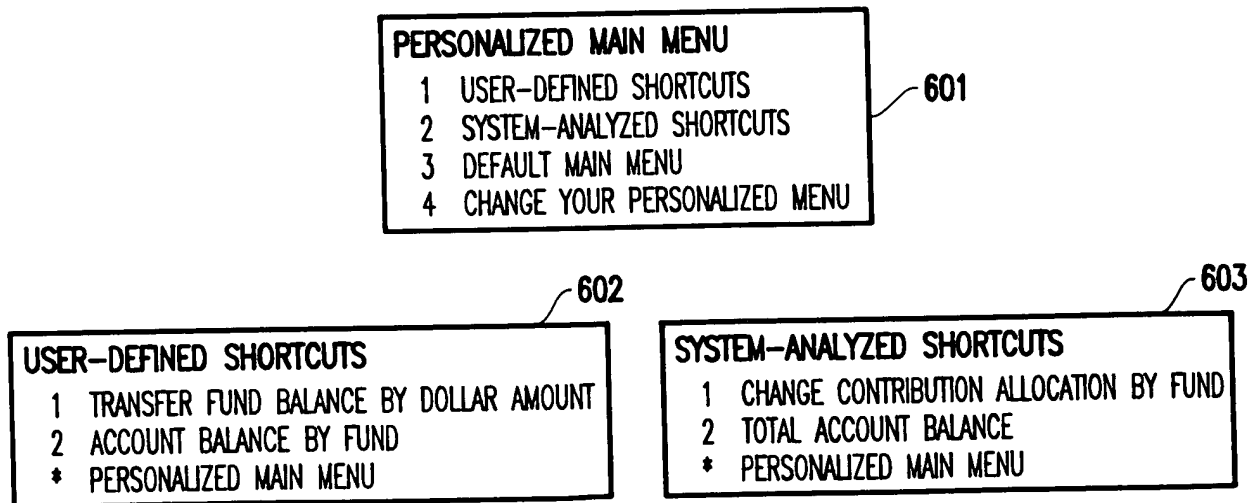 PERSONALIZED MAIN MENU
1 USER-DEFINED SHORTCUTS
2 SYSTEM-ANALYZED SHORTCUTS
3 DEFAULT MAIN MENU
4 CHANGE YOUR PERSONALIZED MENU
601
602
USER-DEFINED SHORTCUTS
1 TRANSFER FUND BALANCE BY DOLLAR AMOUNT
2 ACCOUNT BALANCE BY FUND
* PERSONALIZED MAIN MENU
603
SYSTEM-ANALYZED SHORTCUTS
1 CHANGE CONTRIBUTION ALLOCATION BY FUND
2 TOTAL ACCOUNT BALANCE
* PERSONALIZED MAIN MENU